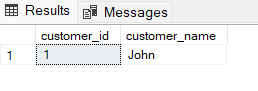 Results Messages
customer_id customer_name
1 1 John